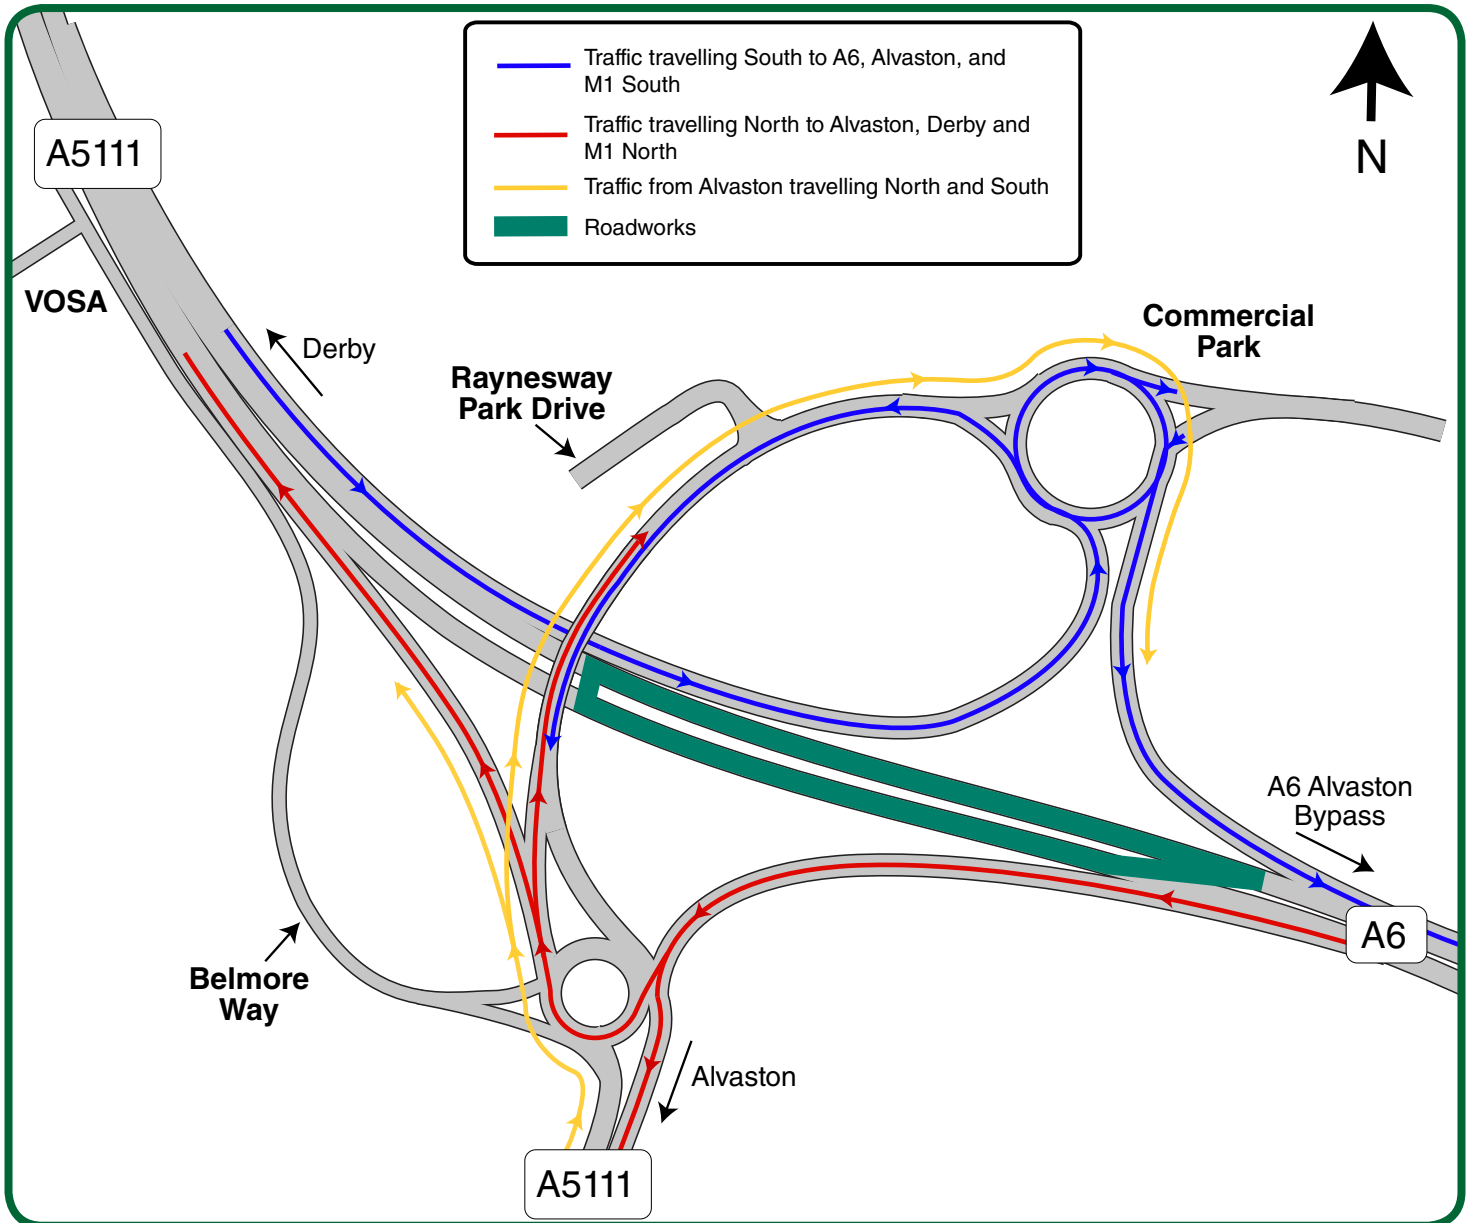 Traffic travelling South to A6, Alvaston, and
M1 South
Traffic travelling North to Alvaston, Derby and
M1 North
Traffic from Alvaston travelling North and South
Roadworks
N
A5111
VOSA
Derby
Raynesway
Park Drive
Commercial
Park
A6 Alvaston
Bypass
A6
Belmore
Way
Alvaston
A5111